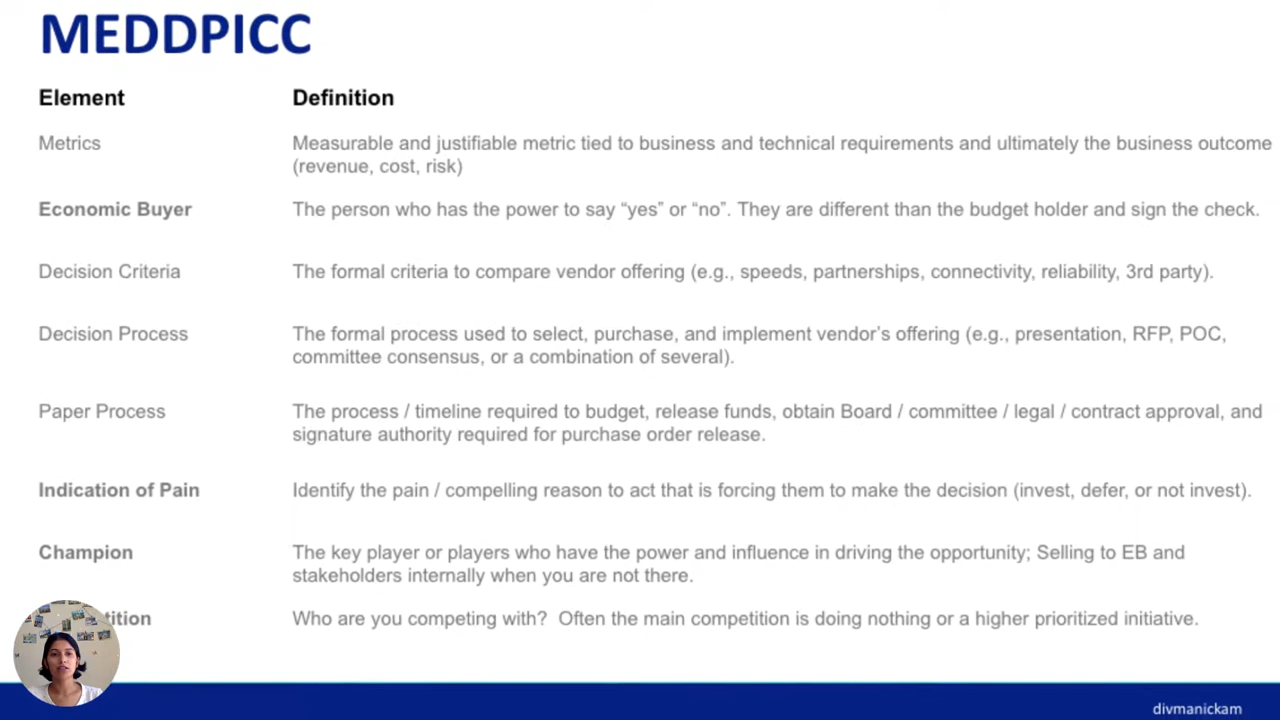 MEDDPICC
Element Definition
Metrics Measurable and justifiable metric tied to business and technical requirements and ultimately the business outcome
(revenue, cost, risk)
Economic Buyer The person who has the power to say “yes” or “no”. They are different than the budget holder and sign the check.
Decision Criteria The formal criteria to compare vendor offering (e.g., speeds, partnerships, connectivity, reliability, 3rd party).
Decision Process The formal process used to select, purchase, and implement vendor’s offering (e.g., presentation, RFP, POC,
committee consensus, or a combination of several).
Paper Process The process / timeline required to budget, release funds, obtain Board / committee / legal / contract approval, and
signature authority required for purchase order release.
Indication of Pain Identify the pain / compelling reason to act that is forcing them to make the decision (invest, defer, or not invest).
Champion The key player or players who have the power and influence in driving the opportunity; Selling to EB and
stakeholders internally when you are not there.
Who are you competing with?  Often the main competition is doing nothing or a higher prioritized initiative.
divmanickam